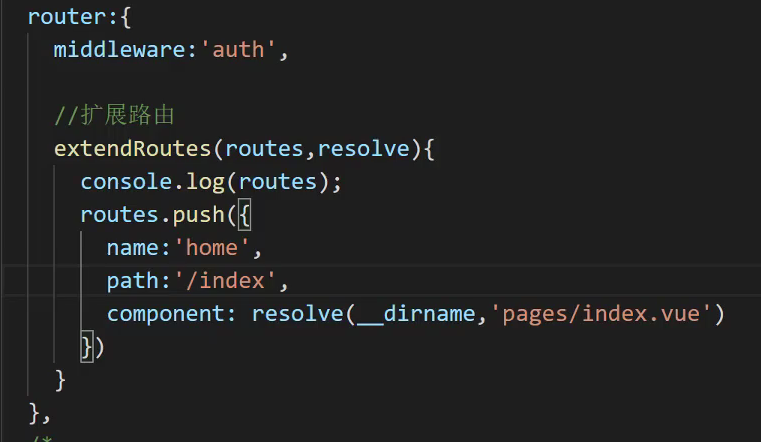 router:{
middleware:'auth',
//扩展路由
extendRoutes(routes,resolve){
console.log(routes);
routes.push({
name:'home',
path:'/index',
component: resolve(__dirname,'pages/index.vue')
})
}
},
/*